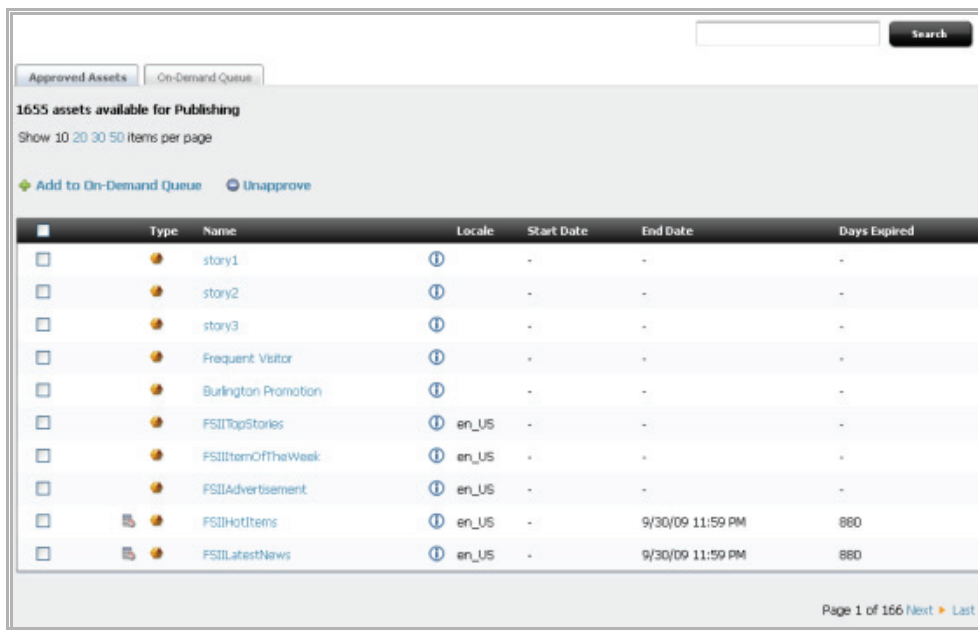 Search
Approved Assets On-Demand Queue
1655 assets available for Publishing
Show 10 20 30 50 items per page
Add to On-Demand Queue Unapprove
Type Name Locale Start Date End Date Days Expired
story1 - - -
story2 - - -
story3 - - -
Frequent Visitor - - -
Burlington Promotion - - -
FSIITopStories en_US - - -
FSIIItemOfTheWeek en_US - - -
FSIIAdvertisement en_US - - -
FSIIHotItems en_US - 9/30/09 11:59 PM 880
FSIILatestNews en_US - 9/30/09 11:59 PM 880
Page 1 of 166 Next Last